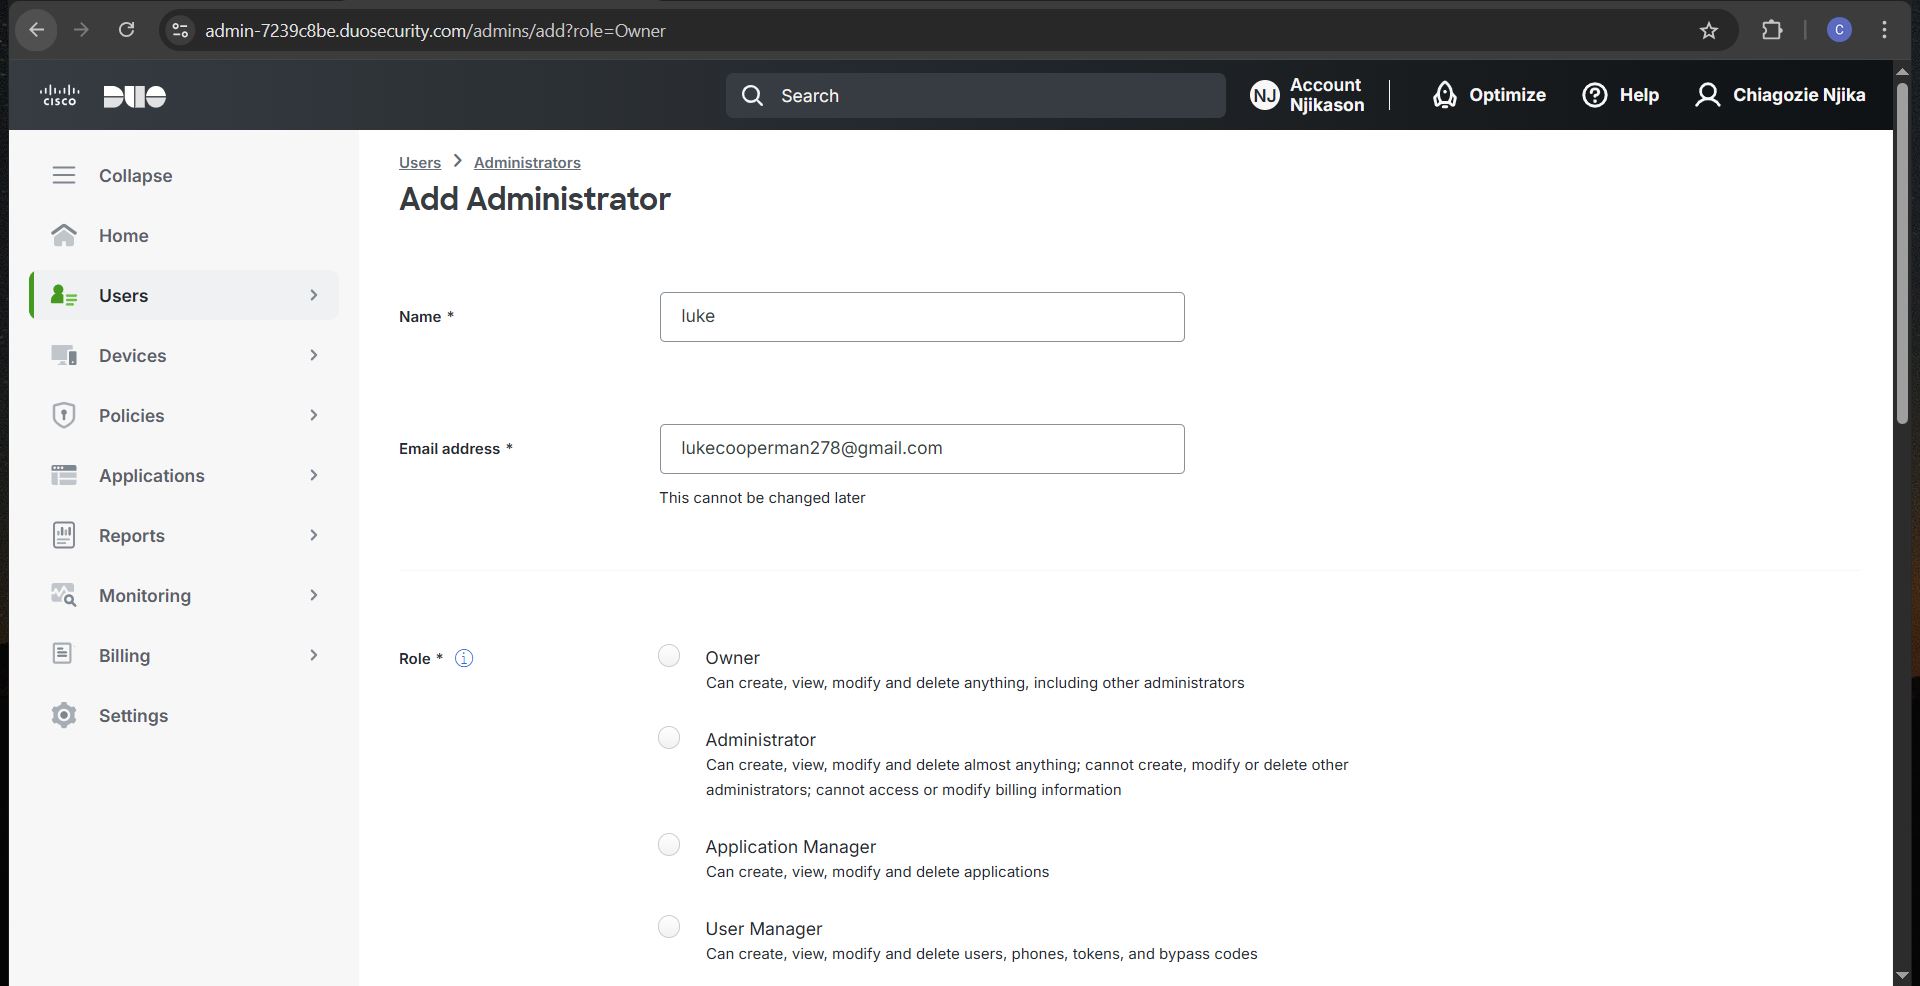 admin-7239c8be.duosecurity.com/admins/add?role=Owner
C
CISCO DUO
Search
NJ Account Njikason
Optimize
Help
Chiagozie Njika
Collapse
Home
Users
Devices
Policies
Applications
Reports
Monitoring
Billing
Settings
Users > Administrators
Add Administrator
Name * luke
Email address * lukecooperman278@gmail.com
This cannot be changed later
Role * i
Owner
Can create, view, modify and delete anything, including other administrators
Administrator
Can create, view, modify and delete almost anything; cannot create, modify or delete other
administrators; cannot access or modify billing information
Application Manager
Can create, view, modify and delete applications
User Manager
Can create, view, modify and delete users, phones, tokens, and bypass codes